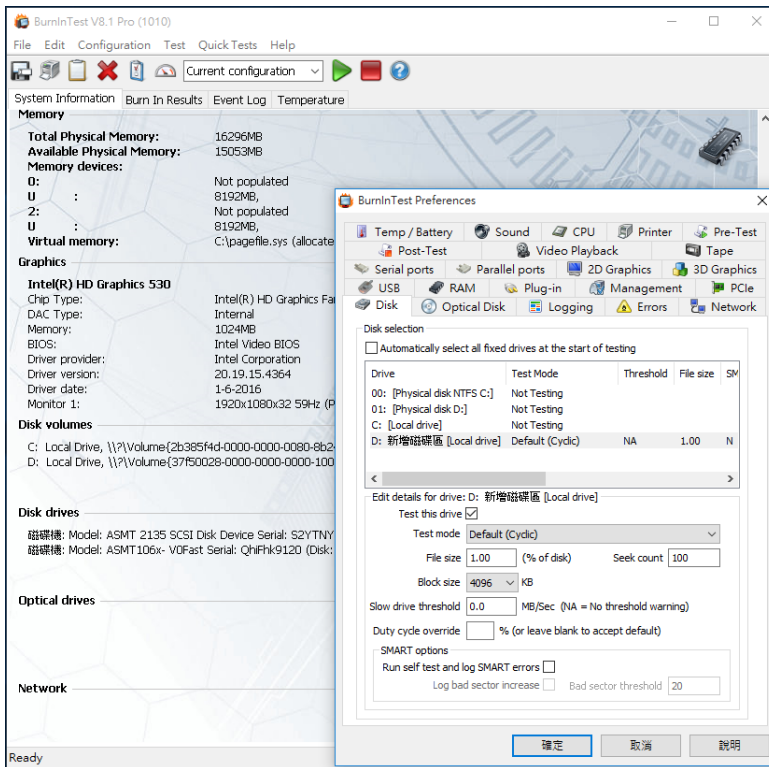 BurnInTest V8.1 Pro (1010)
File Edit Configuration Test Quick Tests Help
Current configuration
System Information Burn In Results Event Log Temperature
Memory
Total Physical Memory: 16296MB
Available Physical Memory: 15053MB
Memory devices:
0: Not populated
U : 8192MB,
2: Not populated
U : 8192MB,
Virtual memory: C:\pagefile.sys (allocate
Graphics
Intel(R) HD Graphics 530
Chip Type: Intel(R) HD Graphics Fa
DAC Type: Internal
Memory: 1024MB
BIOS: Intel Video BIOS
Driver provider: Intel Corporation
Driver version: 20.19.15.4364
Driver date: 1-6-2016
Monitor 1: 1920x1080x32 59Hz (P
Disk volumes
C: Local Drive, \\?\Volume{2b385f4d-0000-0000-0080-8b2
D: Local Drive, \\?\Volume{37f50028-0000-0000-0000-100
Disk drives
磁碟機: Model: ASMT 2135 SCSI Disk Device Serial: S2YTNY
磁碟機: Model: ASMT106x- V0Fast Serial: QhiFhk9120 (Disk:
Optical drives
Network
Ready
BurnInTest Preferences
Temp / Battery Sound CPU Printer Pre-Test
Post-Test Video Playback Tape
Serial ports Parallel ports 2D Graphics 3D Graphics
USB RAM Plug-in Management PCIe
Disk Optical Disk Logging Errors Network
Disk selection
Automatically select all fixed drives at the start of testing
Drive Test Mode Threshold File size SM
00: [Physical disk NTFS C:] Not Testing
01: [Physical disk D:] Not Testing
C: [Local drive] Not Testing
D: 新增磁碟區 [Local drive] Default (Cyclic) NA 1.00 N
Edit details for drive: D: 新增磁碟區 [Local drive]
Test this drive
Test mode Default (Cyclic)
File size 1.00 (% of disk) Seek count 100
Block size 4096 KB
Slow drive threshold 0.0 MB/Sec (NA = No threshold warning)
Duty cycle override % (or leave blank to accept default)
SMART options
Run self test and log SMART errors
Log bad sector increase Bad sector threshold 20
確定 取消 說明